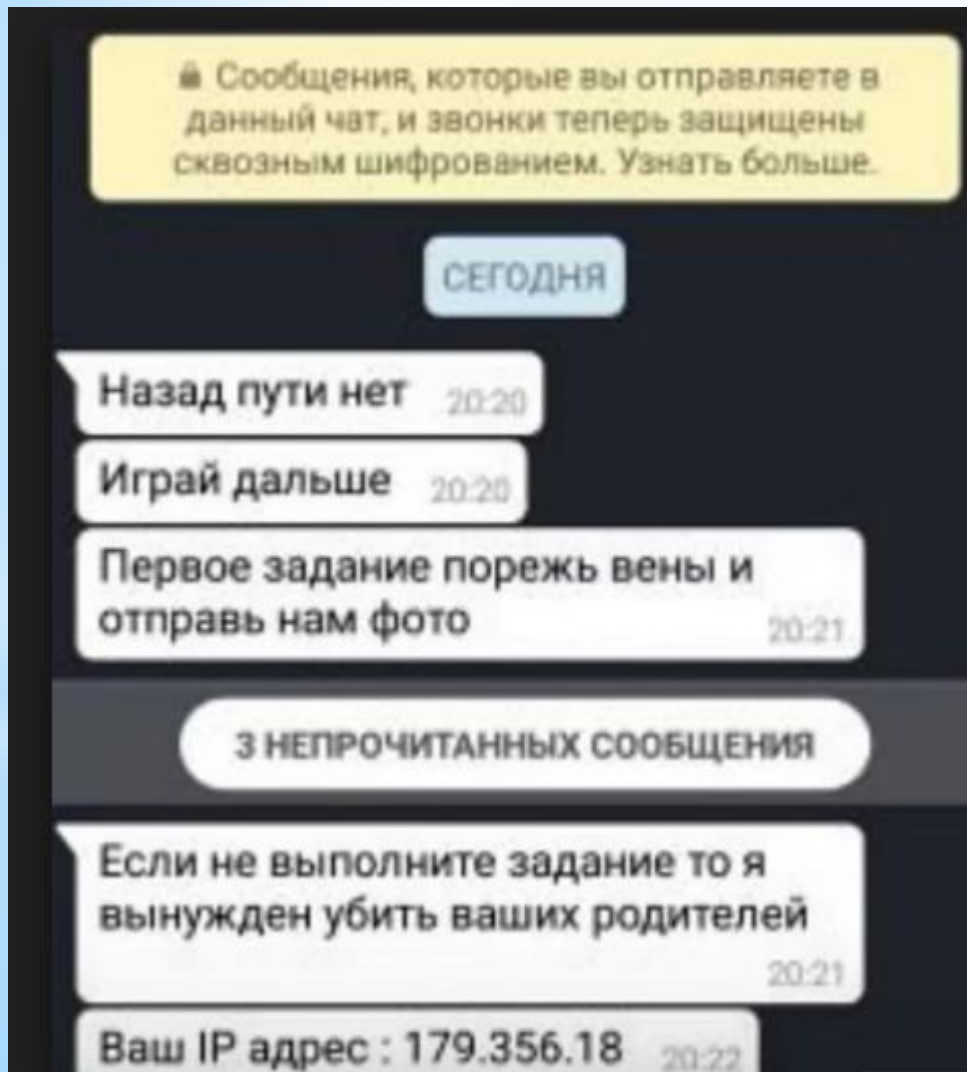 Сообщения, которые вы отправляете в
данный чат, и звонки теперь защищены
сквозным шифрованием. Узнать больше.
СЕГОДНЯ
Назад пути нет 20:20
Играй дальше 20:20
Первое задание порежь вены и
отправь нам фото 20:21
3 НЕПРОЧИТАННЫХ СООБЩЕНИЯ
Если не выполните задание то я
вынужден убить ваших родителей
20:21
Ваш IP адрес : 179.356.18 20:22